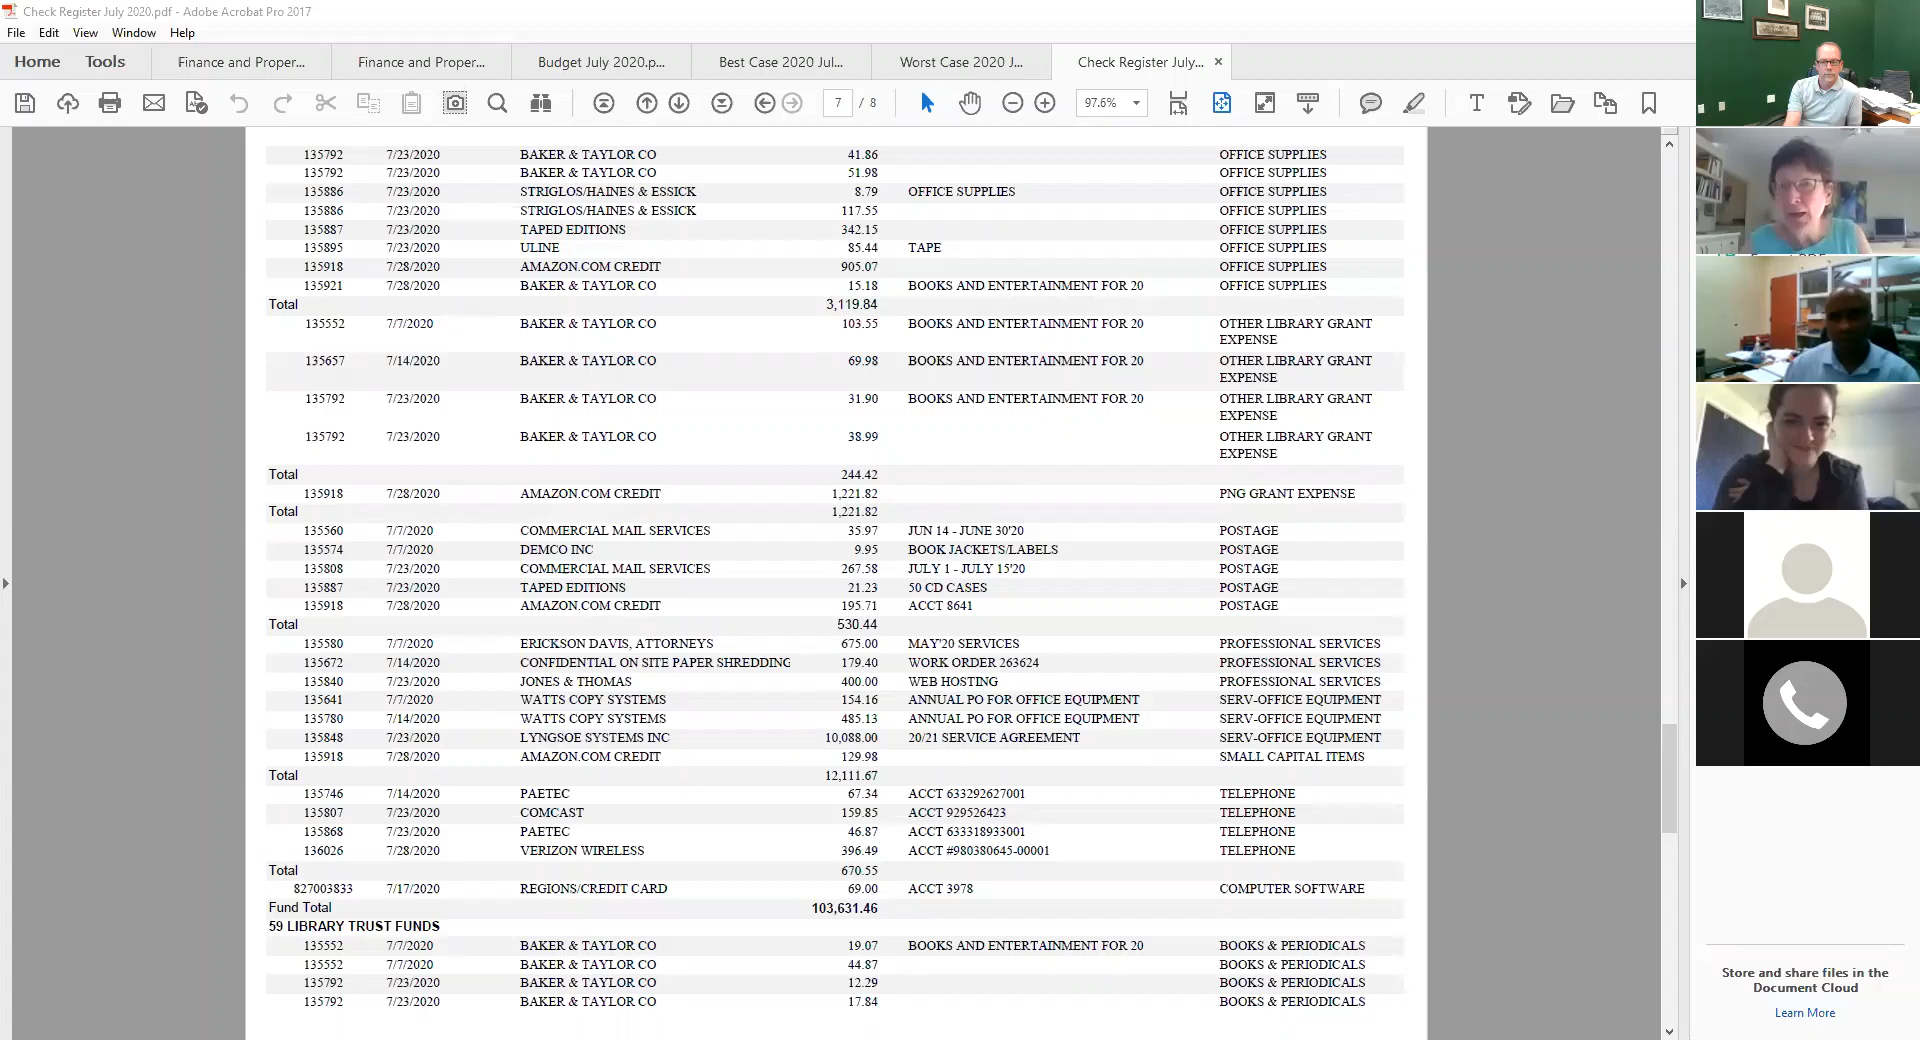 Check Register July 2020.pdf - Adobe Acrobat Pro 2017
File Edit View Window Help
Home Tools Finance and Proper... Finance and Proper... Budget July 2020.p... Best Case 2020 Jul... Worst Case 2020 J... Check Register July... ×
7 / 8 97.6%
135792 7/23/2020 BAKER & TAYLOR CO 41.86 OFFICE SUPPLIES
135792 7/23/2020 BAKER & TAYLOR CO 51.98 OFFICE SUPPLIES
135886 7/23/2020 STRIGLOS/HAINES & ESSICK 8.79 OFFICE SUPPLIES OFFICE SUPPLIES
135886 7/23/2020 STRIGLOS/HAINES & ESSICK 117.55 OFFICE SUPPLIES
135887 7/23/2020 TAPED EDITIONS 342.15 OFFICE SUPPLIES
135895 7/23/2020 ULINE 85.44 TAPE OFFICE SUPPLIES
135918 7/28/2020 AMAZON.COM CREDIT 905.07 OFFICE SUPPLIES
135921 7/28/2020 BAKER & TAYLOR CO 15.18 BOOKS AND ENTERTAINMENT FOR 20 OFFICE SUPPLIES
Total 3,119.84
135552 7/7/2020 BAKER & TAYLOR CO 103.55 BOOKS AND ENTERTAINMENT FOR 20 OTHER LIBRARY GRANT
EXPENSE
135657 7/14/2020 BAKER & TAYLOR CO 69.98 BOOKS AND ENTERTAINMENT FOR 20 OTHER LIBRARY GRANT
EXPENSE
135792 7/23/2020 BAKER & TAYLOR CO 31.90 BOOKS AND ENTERTAINMENT FOR 20 OTHER LIBRARY GRANT
EXPENSE
135792 7/23/2020 BAKER & TAYLOR CO 38.99 OTHER LIBRARY GRANT
EXPENSE
Total 244.42
135918 7/28/2020 AMAZON.COM CREDIT 1,221.82 PNG GRANT EXPENSE
Total 1,221.82
135560 7/7/2020 COMMERCIAL MAIL SERVICES 35.97 JUN 14 - JUNE 30'20 POSTAGE
135574 7/7/2020 DEMCO INC 9.95 BOOK JACKETS/LABELS POSTAGE
135808 7/23/2020 COMMERCIAL MAIL SERVICES 267.58 JULY 1 - JULY 15'20 POSTAGE
135887 7/23/2020 TAPED EDITIONS 21.23 50 CD CASES POSTAGE
135918 7/28/2020 AMAZON.COM CREDIT 195.71 ACCT 8641 POSTAGE
Total 530.44
135580 7/7/2020 ERICKSON DAVIS, ATTORNEYS 675.00 MAY'20 SERVICES PROFESSIONAL SERVICES
135672 7/14/2020 CONFIDENTIAL ON SITE PAPER SHREDDING 179.40 WORK ORDER 263624 PROFESSIONAL SERVICES
135840 7/23/2020 JONES & THOMAS 400.00 WEB HOSTING PROFESSIONAL SERVICES
135641 7/7/2020 WATTS COPY SYSTEMS 154.16 ANNUAL PO FOR OFFICE EQUIPMENT SERV-OFFICE EQUIPMENT
135780 7/14/2020 WATTS COPY SYSTEMS 485.13 ANNUAL PO FOR OFFICE EQUIPMENT SERV-OFFICE EQUIPMENT
135848 7/23/2020 LYNGSOE SYSTEMS INC 10,088.00 20/21 SERVICE AGREEMENT SERV-OFFICE EQUIPMENT
135918 7/28/2020 AMAZON.COM CREDIT 129.98 SMALL CAPITAL ITEMS
Total 12,111.67
135746 7/14/2020 PAETEC 67.34 ACCT 633292627001 TELEPHONE
135807 7/23/2020 COMCAST 159.85 ACCT 929526423 TELEPHONE
135868 7/23/2020 PAETEC 46.87 ACCT 633318933001 TELEPHONE
136026 7/28/2020 VERIZON WIRELESS 396.49 ACCT #980380645-00001 TELEPHONE
Total 670.55
827003833 7/17/2020 REGIONS/CREDIT CARD 69.00 ACCT 3978 COMPUTER SOFTWARE
Fund Total 103,631.46
59 LIBRARY TRUST FUNDS
135552 7/7/2020 BAKER & TAYLOR CO 19.07 BOOKS AND ENTERTAINMENT FOR 20 BOOKS & PERIODICALS
135552 7/7/2020 BAKER & TAYLOR CO 44.87 BOOKS & PERIODICALS
135792 7/23/2020 BAKER & TAYLOR CO 12.29 BOOKS & PERIODICALS
135792 7/23/2020 BAKER & TAYLOR CO 17.84 BOOKS & PERIODICALS
Store and share files in the
Document Cloud
Learn More